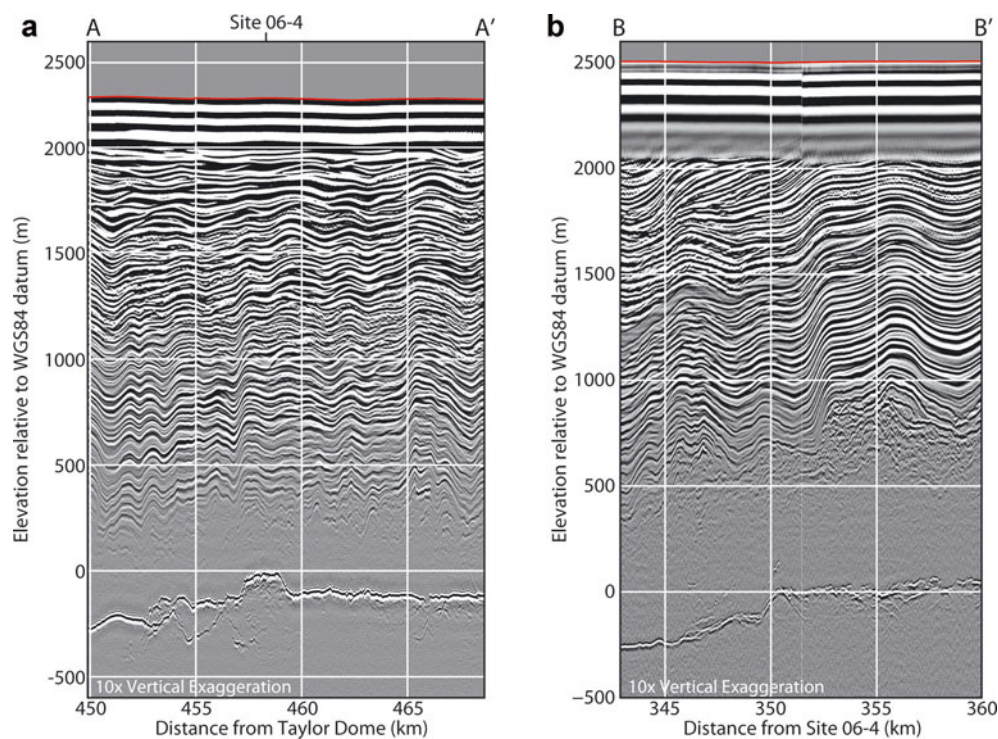 a
A
Site 06-4
A'
Elevation relative to WGS84 datum (m)
2500
2000
1500
1000
500
0
-500
10x Vertical Exaggeration
450
455
460
465
Distance from Taylor Dome (km)
b
B
B'
Elevation relative to WGS84 datum (m)
2500
2000
1500
1000
500
0
−500
10x Vertical Exaggeration
345
350
355
360
Distance from Site 06-4 (km)